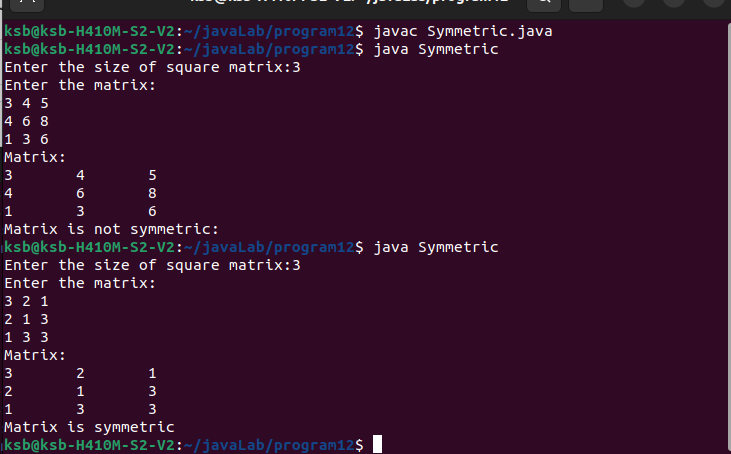 ksb@ksb-H410M-S2-V2:~/javaLab/program12$ javac Symmetric.java
ksb@ksb-H410M-S2-V2:~/javaLab/program12$ java Symmetric
Enter the size of square matrix:3
Enter the matrix:
3 4 5
4 6 8
1 3 6
Matrix:
3 4 5
4 6 8
1 3 6
Matrix is not symmetric:
ksb@ksb-H410M-S2-V2:~/javaLab/program12$ java Symmetric
Enter the size of square matrix:3
Enter the matrix:
3 2 1
2 1 3
1 3 3
Matrix:
3 2 1
2 1 3
1 3 3
Matrix is symmetric
ksb@ksb-H410M-S2-V2:~/javaLab/program12$